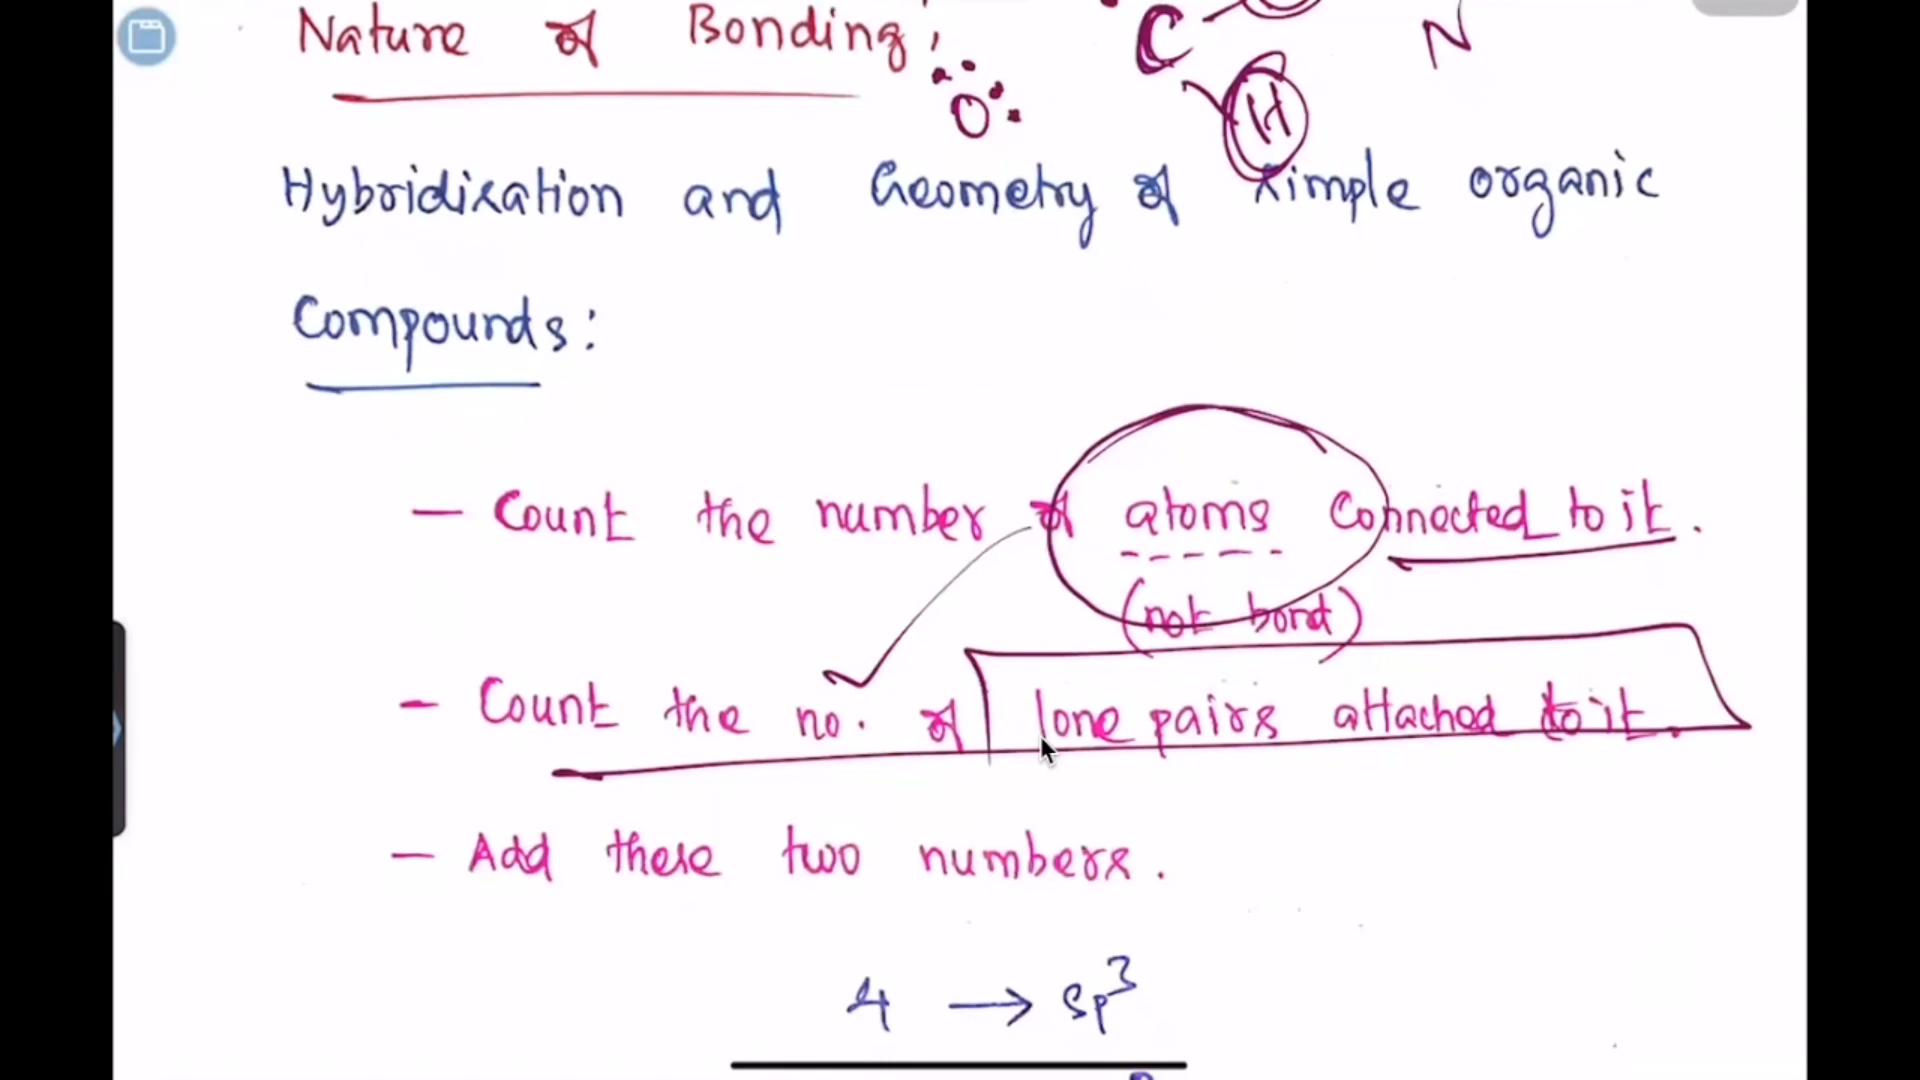 Nature of Bonding:
C
N
O
H
Hybridization and Geometry of simple organic
Compounds:
- Count the number of atoms connected to it.
(not bond)
- Count the no. of lone pairs attached to it.
- Add these two numbers.
4 → sp³